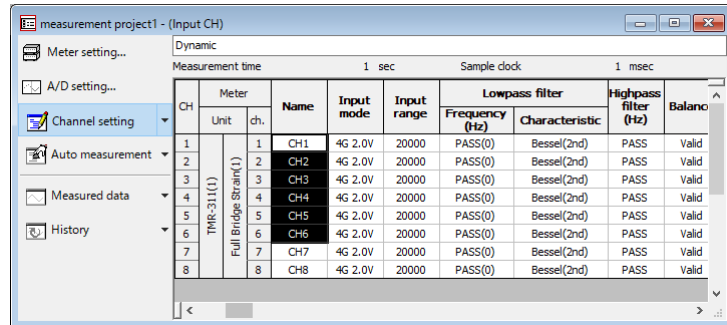 measurement project1 - (Input CH)
Meter setting...
A/D setting...
Channel setting
Auto measurement
Measured data
History
Dynamic
Measurement time 1 sec Sample clock 1 msec
CH Meter Name Input mode Input range Lowpass filter Highpass filter (Hz) Balance
Unit ch. Frequency (Hz) Characteristic
TMR-311(1)
Full Bridge Strain(1)
1 1 CH1 4G 2.0V 20000 PASS(0) Bessel(2nd) PASS Valid
2 2 CH2 4G 2.0V 20000 PASS(0) Bessel(2nd) PASS Valid
3 3 CH3 4G 2.0V 20000 PASS(0) Bessel(2nd) PASS Valid
4 4 CH4 4G 2.0V 20000 PASS(0) Bessel(2nd) PASS Valid
5 5 CH5 4G 2.0V 20000 PASS(0) Bessel(2nd) PASS Valid
6 6 CH6 4G 2.0V 20000 PASS(0) Bessel(2nd) PASS Valid
7 7 CH7 4G 2.0V 20000 PASS(0) Bessel(2nd) PASS Valid
8 8 CH8 4G 2.0V 20000 PASS(0) Bessel(2nd) PASS Valid